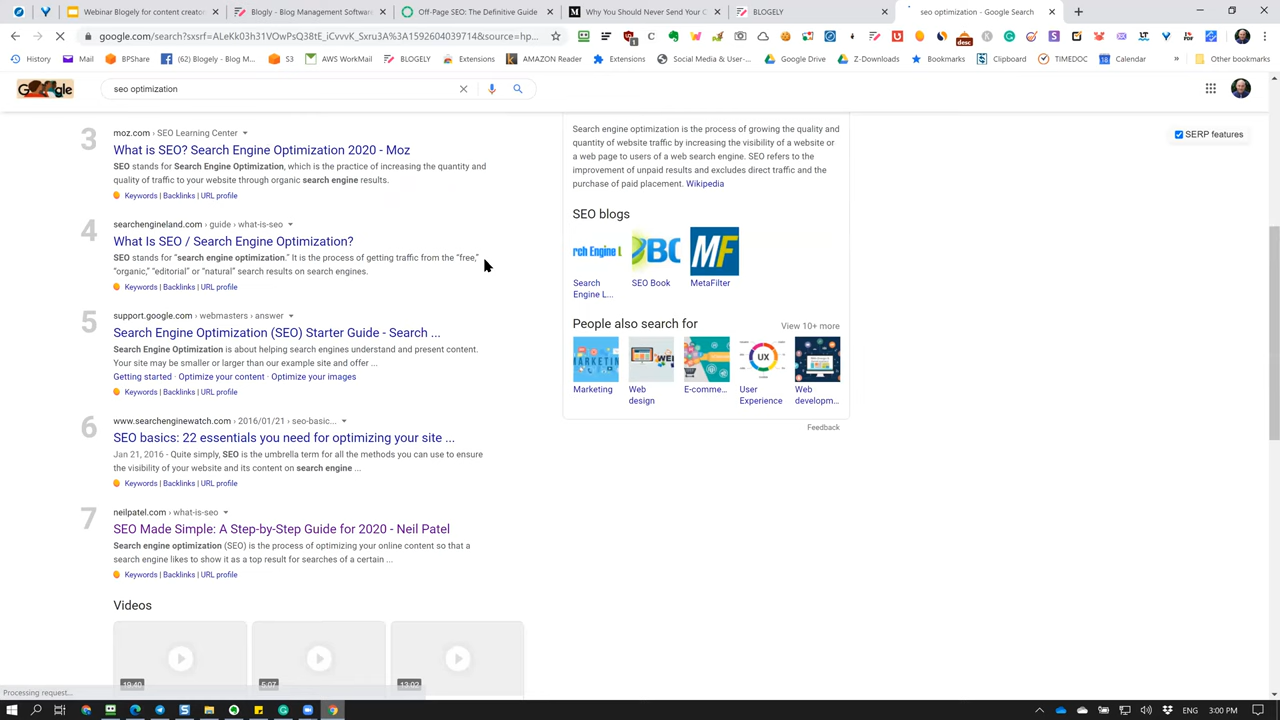 Webinar Blogely for content creator
Blogly - Blog Management Softwar
Off-Page SEO: The Definitive Guide
Why You Should Never Send Your C
BLOGELY
seo optimization - Google Search
google.com/search?sxsrf=ALeKk03h31VOwPsQJ38tE_iCvvvK_Sxru3A%3A1592604039714&source=hp...
History
Mail
BPShare
(62) Blogely - Blog M...
S3
AWS WorkMail
BLOGELY
Extensions
AMAZON Reader
Extensions
Social Media & User-...
Google Drive
Z-Downloads
Bookmarks
Clipboard
TIMEDOC
Calendar
»
Other bookmarks
Google
seo optimization
SERP features
3
moz.com › SEO Learning Center
What is SEO? Search Engine Optimization 2020 - Moz
SEO stands for Search Engine Optimization, which is the practice of increasing the quantity and
quality of traffic to your website through organic search engine results.
Keywords | Backlinks | URL profile
4
searchengineland.com › guide › what-is-seo
What Is SEO / Search Engine Optimization?
SEO stands for “search engine optimization.” It is the process of getting traffic from the “free,”
“organic,” “editorial” or “natural” search results on search engines.
Keywords | Backlinks | URL profile
5
support.google.com › webmasters › answer
Search Engine Optimization (SEO) Starter Guide - Search ...
Search Engine Optimization is about helping search engines understand and present content.
Your site may be smaller or larger than our example site and offer ...
Getting started · Optimize your content · Optimize your images
Keywords | Backlinks | URL profile
6
www.searchenginewatch.com › 2016/01/21 › seo-basic...
SEO basics: 22 essentials you need for optimizing your site ...
Jan 21, 2016 - Quite simply, SEO is the umbrella term for all the methods you can use to ensure
the visibility of your website and its content on search engine ...
Keywords | Backlinks | URL profile
7
neilpatel.com › what-is-seo
SEO Made Simple: A Step-by-Step Guide for 2020 - Neil Patel
Search engine optimization (SEO) is the process of optimizing your online content so that a
search engine likes to show it as a top result for searches of a certain ...
Keywords | Backlinks | URL profile
Videos
19:40
5:07
13:02
Search engine optimization is the process of growing the quality and
quantity of website traffic by increasing the visibility of a website or
a web page to users of a web search engine. SEO refers to the
improvement of unpaid results and excludes direct traffic and the
purchase of paid placement. Wikipedia
SEO blogs
rch Engine L
Search
Engine L...
SEO Book
MF
MetaFilter
People also search for
View 10+ more
MARKETIN
UX
Marketing
Web
design
E-comme...
User
Experience
Web
developm...
Feedback
Processing request...
ENG
3:00 PM